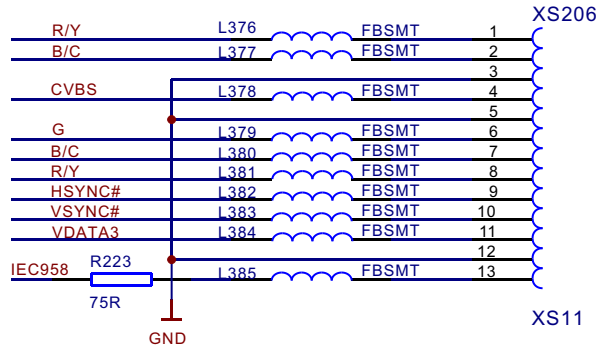 XS206
R/Y L376 FBSMT 1
B/C L377 FBSMT 2
3
CVBS L378 FBSMT 4
5
G L379 FBSMT 6
B/C L380 FBSMT 7
R/Y L381 FBSMT 8
HSYNC# L382 FBSMT 9
VSYNC# L383 FBSMT 10
VDATA3 L384 FBSMT 11
12
IEC958 R223 L385 FBSMT 13
75R
XS11
GND